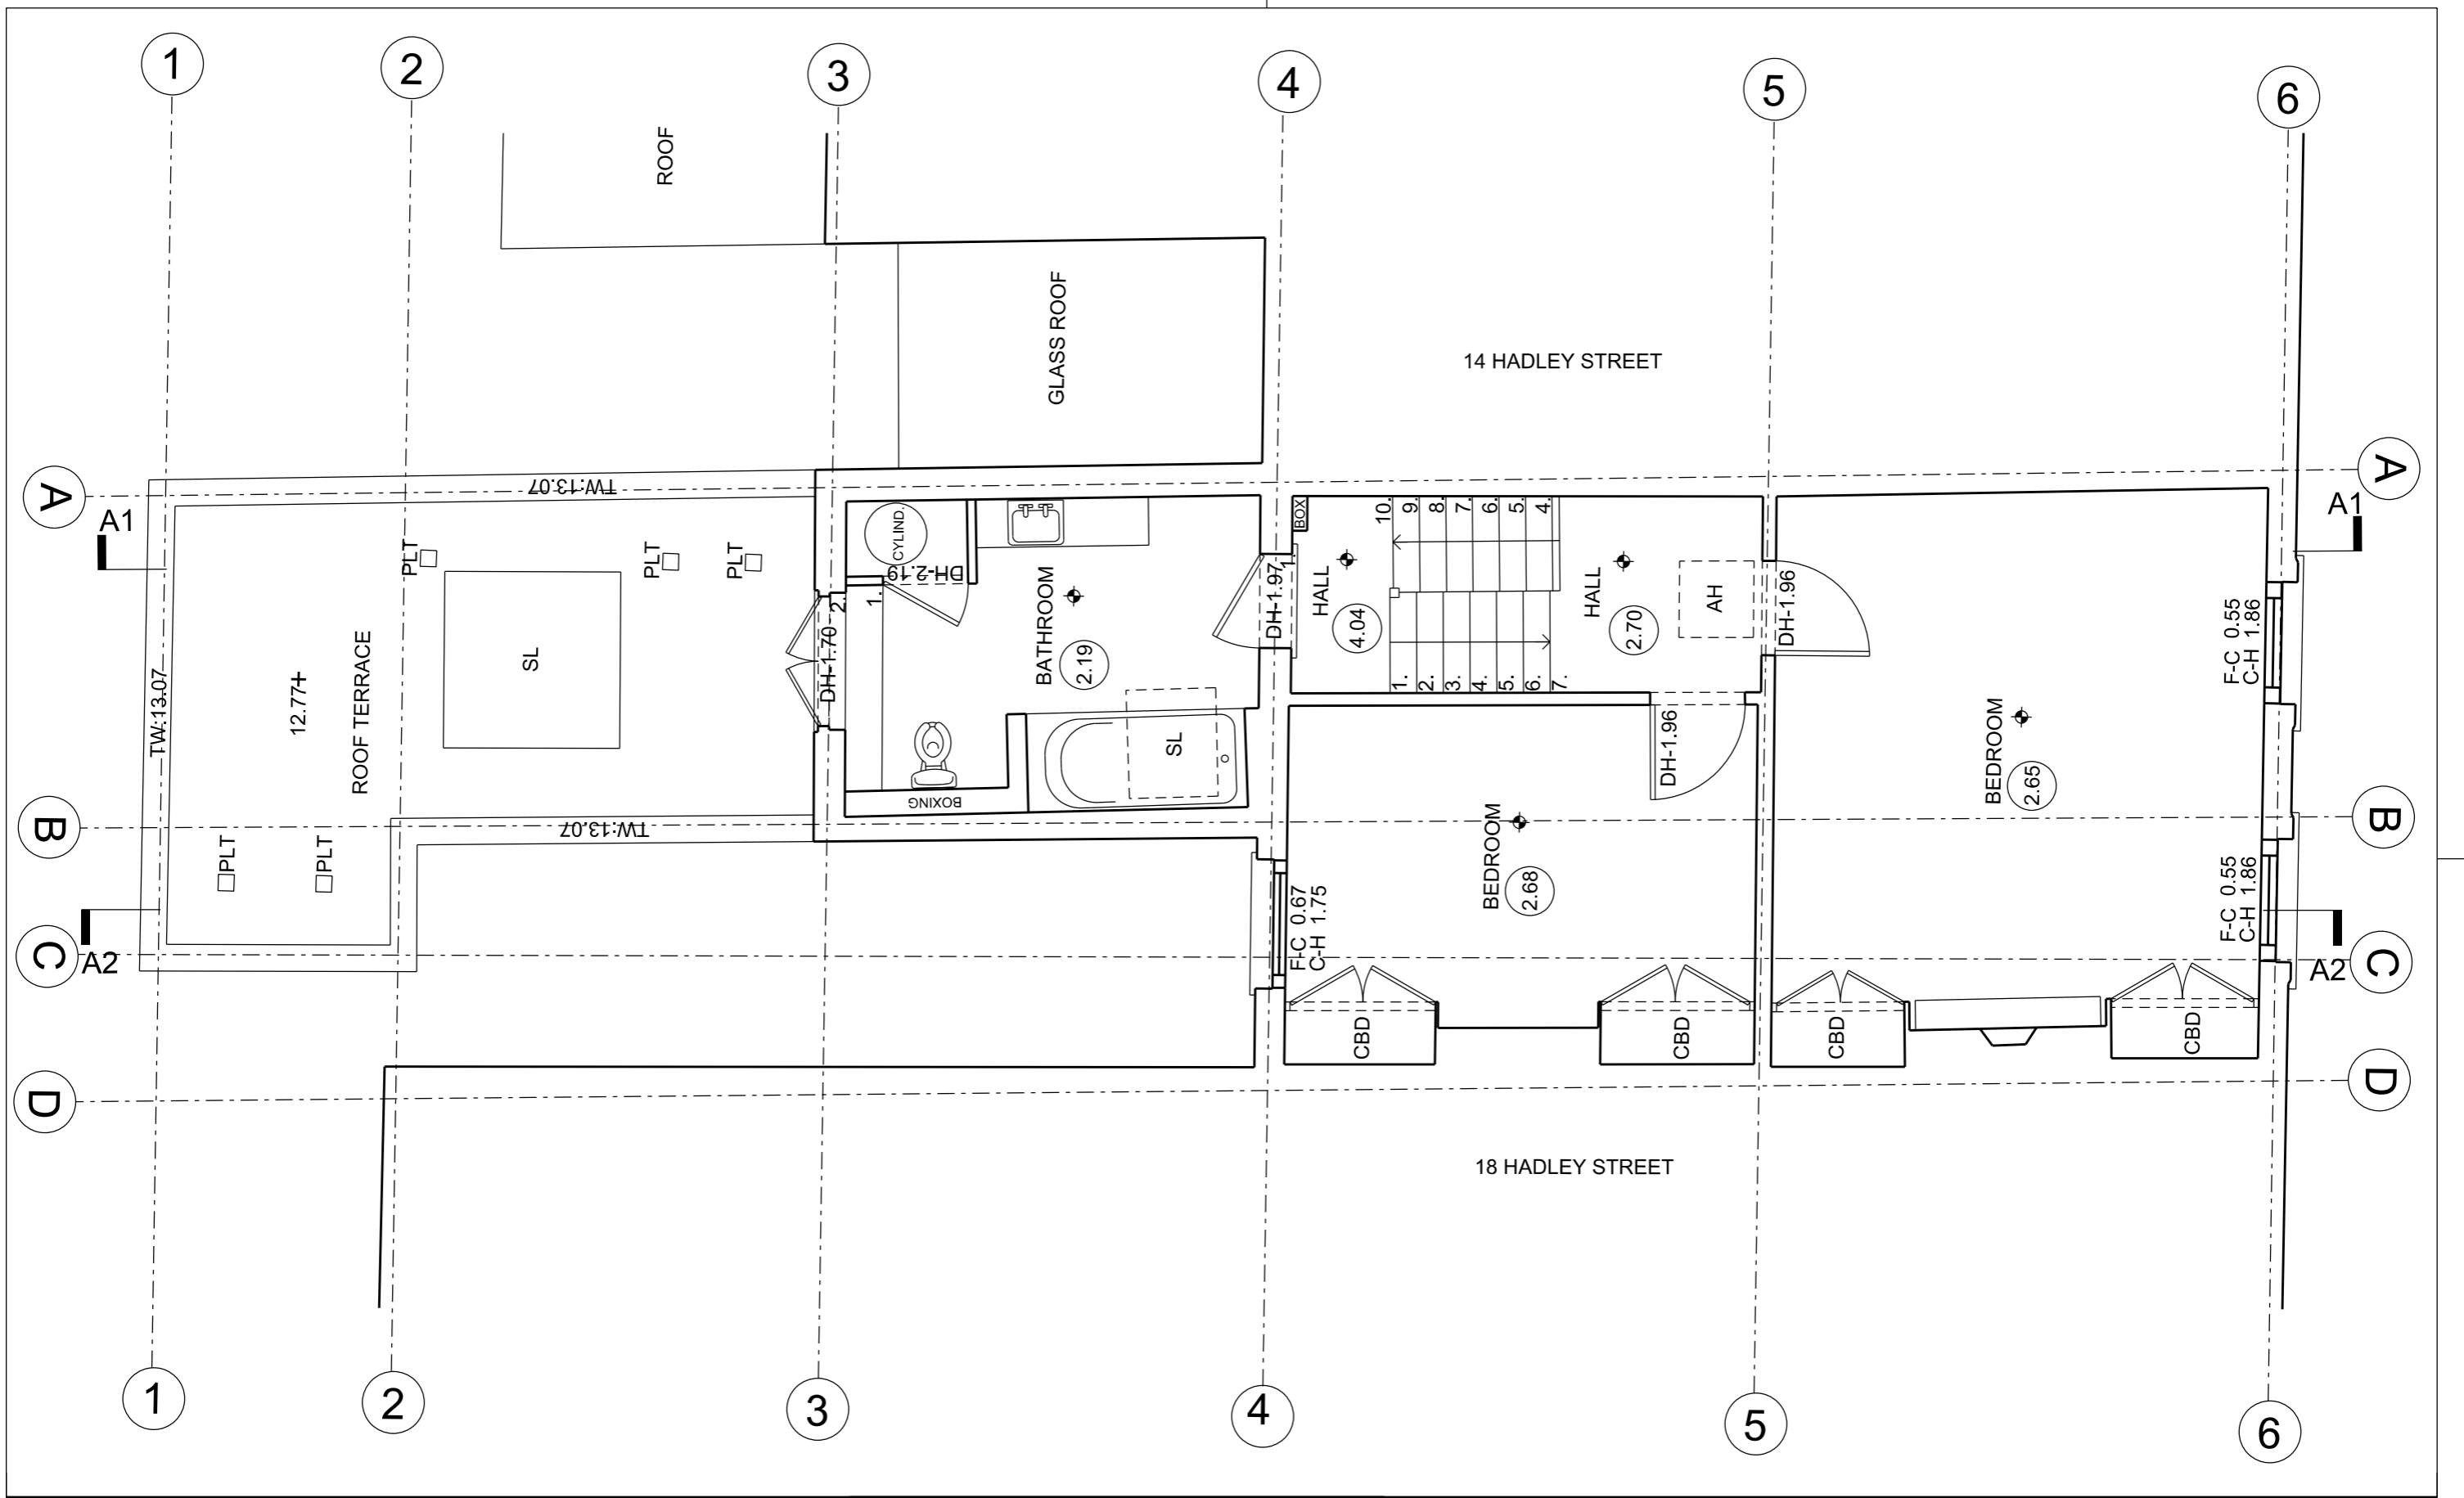 1
2
3
4
5
6
ROOF
GLASS ROOF
14 HADLEY STREET
A
A
A1
A1
TW:13.07
PLT
PLT
PLT
CYLIND.
DH-2.19
BOX
10.
9.
8.
7.
6.
5.
4.
1.
2.
3.
4.
5.
6.
7.
HALL
4.04
HALL
2.70
AH
DH-1.97
1.
DH-1.96
F-C 0.55
C-H 1.86
TW:13.07
12.77
ROOF TERRACE
SL
DH-1.70
2.
1.
BATHROOM
2.19
SL
BOXING
DH-1.96
BEDROOM
2.65
B
B
TW:13.07
PLT
PLT
BEDROOM
2.68
F-C 0.67
C-H 1.75
F-C 0.55
C-H 1.86
A2
A2
C
C
CBD
CBD
CBD
CBD
D
D
18 HADLEY STREET
1
2
3
4
5
6